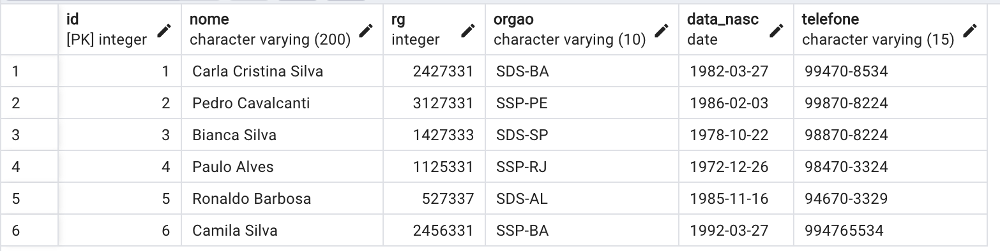 id nome rg orgao data_nasc telefone
[PK] integer character varying (200) integer character varying (10) date character varying (15)
1 1 Carla Cristina Silva 2427331 SDS-BA 1982-03-27 99470-8534
2 2 Pedro Cavalcanti 3127331 SSP-PE 1986-02-03 99870-8224
3 3 Bianca Silva 1427333 SDS-SP 1978-10-22 98870-8224
4 4 Paulo Alves 1125331 SSP-RJ 1972-12-26 98470-3324
5 5 Ronaldo Barbosa 527337 SDS-AL 1985-11-16 94670-3329
6 6 Camila Silva 2456331 SSP-BA 1992-03-27 994765534